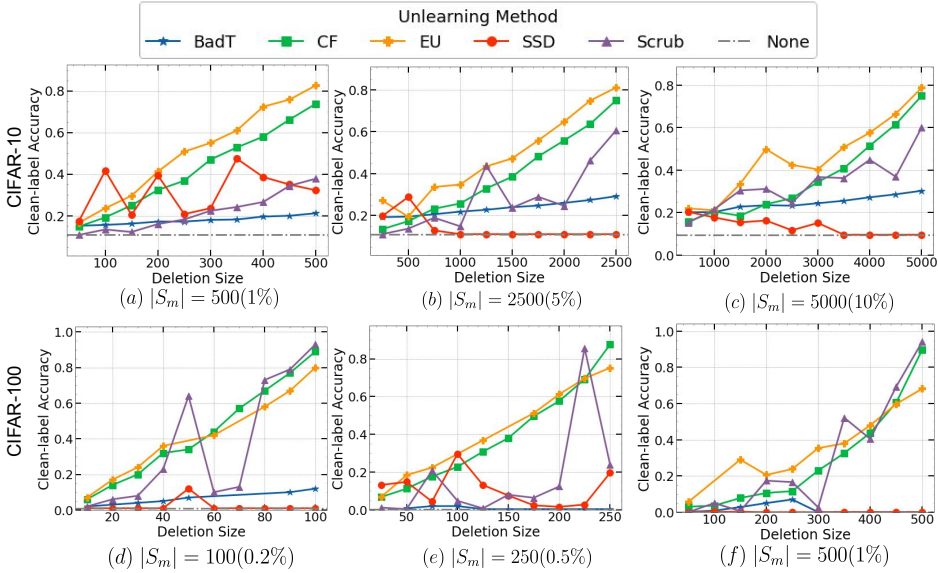 Unlearning Method
BadT CF EU SSD Scrub None
CIFAR-10
Clean-label Accuracy
0.8
0.6
0.4
0.2
100 200 300 400 500
Deletion Size
(a) |S_m| = 500(1%)
Clean-label Accuracy
0.8
0.6
0.4
0.2
500 1000 1500 2000 2500
Deletion Size
(b) |S_m| = 2500(5%)
Clean-label Accuracy
0.8
0.6
0.4
0.2
0.0
1000 2000 3000 4000 5000
Deletion Size
(c) |S_m| = 5000(10%)
CIFAR-100
Clean-label Accuracy
1.0
0.8
0.6
0.4
0.2
0.0
20 40 60 80 100
Deletion Size
(d) |S_m| = 100(0.2%)
Clean-label Accuracy
0.8
0.6
0.4
0.2
0.0
50 100 150 200 250
Deletion Size
(e) |S_m| = 250(0.5%)
Clean-label Accuracy
1.0
0.8
0.6
0.4
0.2
0.0
100 200 300 400 500
Deletion Size
(f) |S_m| = 500(1%)